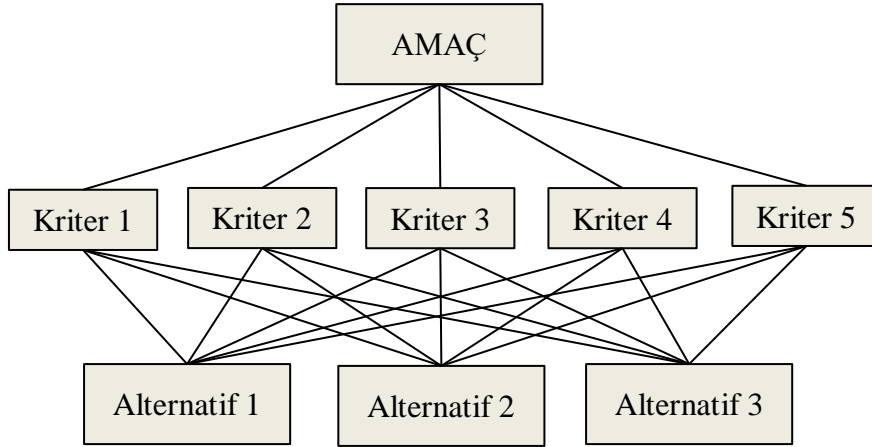 AMAÇ
Kriter 1
Kriter 2
Kriter 3
Kriter 4
Kriter 5
Alternatif 1
Alternatif 2
Alternatif 3